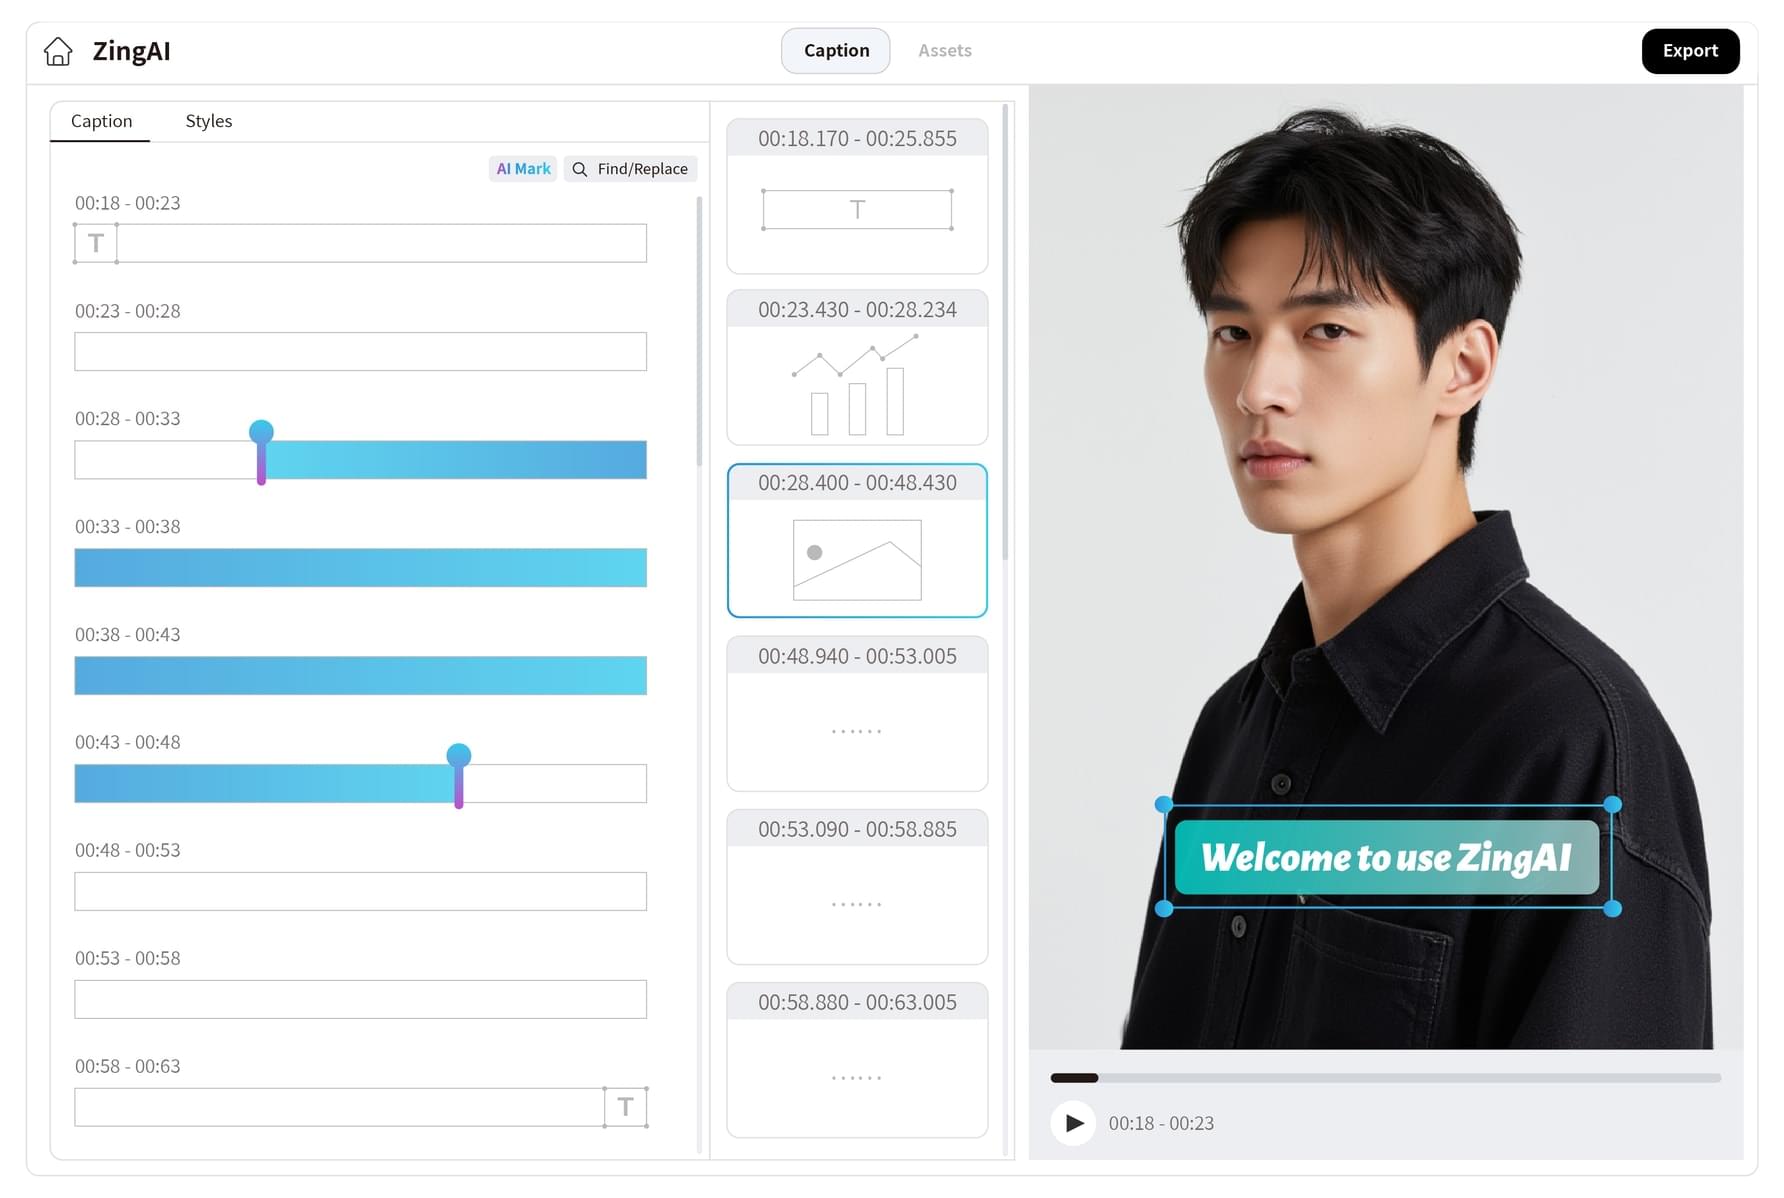 ZingAI
Caption
Assets
Export
Caption
Styles
AI Mark
Find/Replace
00:18 - 00:23
T
00:23 - 00:28
00:28 - 00:33
00:33 - 00:38
00:38 - 00:43
00:43 - 00:48
00:48 - 00:53
00:53 - 00:58
00:58 - 00:63
T
00:18.170 - 00:25.855
T
00:23.430 - 00:28.234
00:28.400 - 00:48.430
00:48.940 - 00:53.005
......
00:53.090 - 00:58.885
......
00:58.880 - 00:63.005
......
Welcome to use ZingAI
00:18 - 00:23